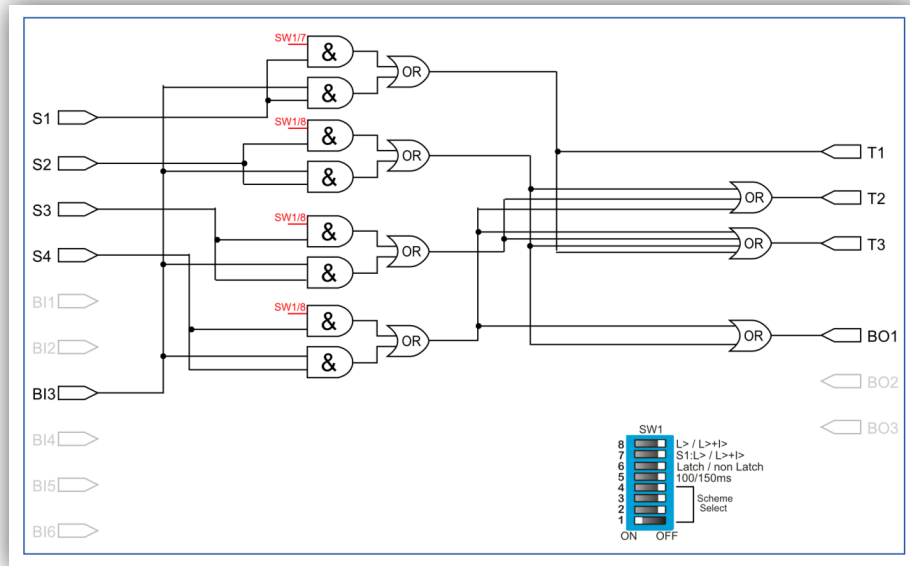 SW1/7
&
OR
&
S1
SW1/8
&
S2
OR
T1
&
T2
OR
S3
SW1/8
&
T3
OR
S4
OR
&
BI1
SW1/8
&
BI2
OR
OR
BO1
&
BO2
BI3
BO3
SW1
BI4
8 L> / L>+I>
7 S1:L> / L>+I>
6 Latch / non Latch
5 100/150ms
4
BI5
3 Scheme
2 Select
1
BI6
ON OFF